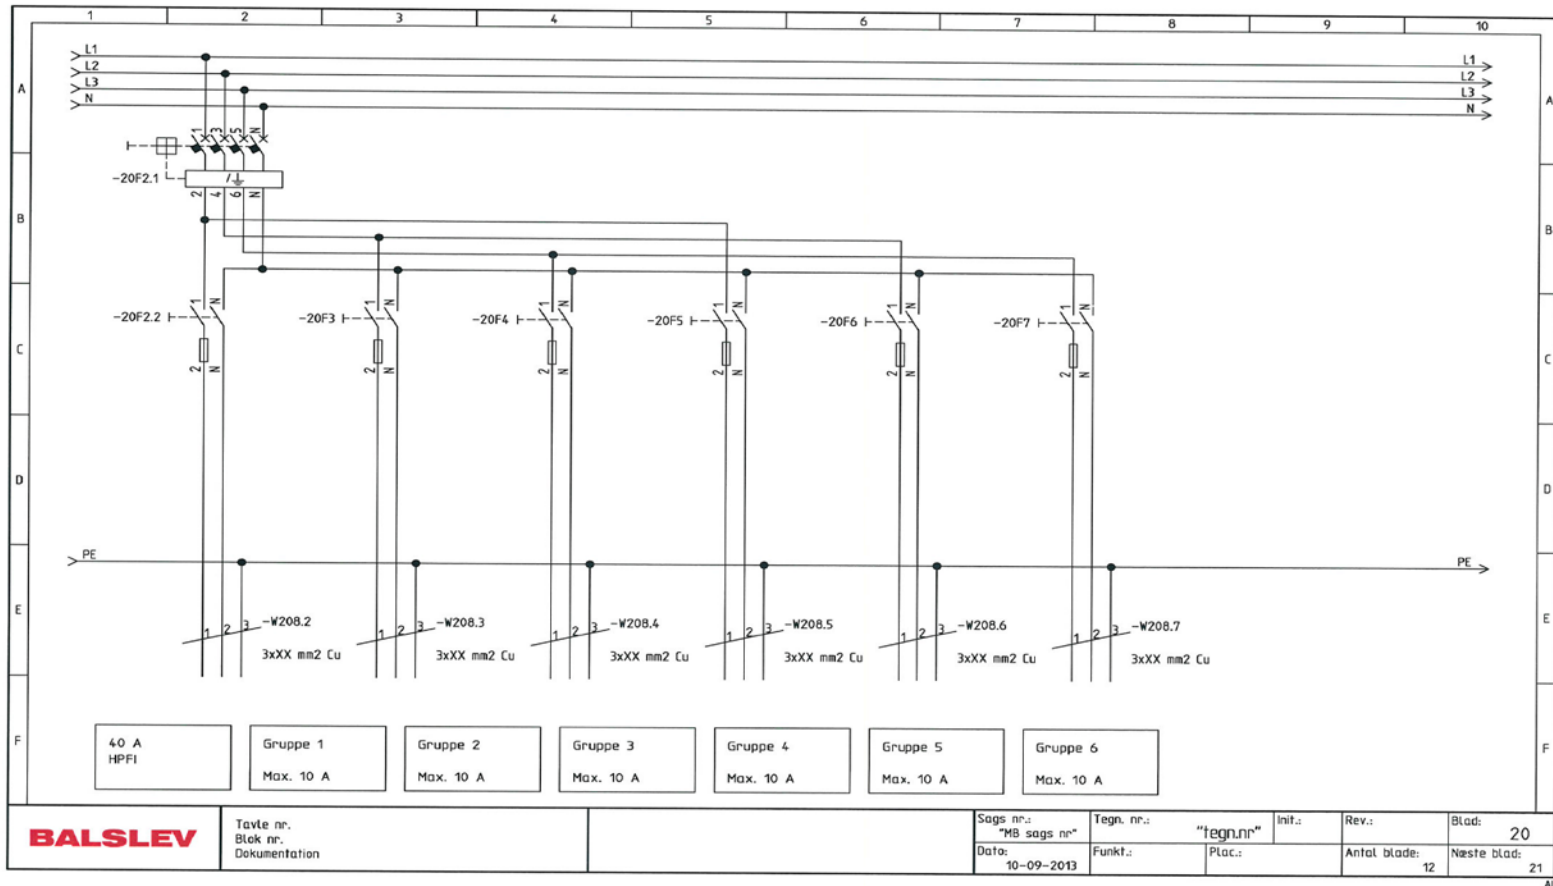 1 2 3 4 5 6 7 8 9 10
L1 L1
L2 L2
L3 L3
N N
A A
1 3 5 N
-20F2.1
2 4 6 N
B B
1 N 1 N 1 N 1 N 1 N 1 N
-20F2.2 -20F3 -20F4 -20F5 -20F6 -20F7
C C
2 N 2 N 2 N 2 N 2 N 2 N
D D
PE PE
E E
1 2 3 -W208.2 1 2 3 -W208.3 1 2 3 -W208.4 1 2 3 -W208.5 1 2 3 -W208.6 1 2 3 -W208.7
3xXX mm2 Cu 3xXX mm2 Cu 3xXX mm2 Cu 3xXX mm2 Cu 3xXX mm2 Cu 3xXX mm2 Cu
F F
40 A
HPFI
Gruppe 1
Max. 10 A
Gruppe 2
Max. 10 A
Gruppe 3
Max. 10 A
Gruppe 4
Max. 10 A
Gruppe 5
Max. 10 A
Gruppe 6
Max. 10 A
BALSLEV
Tavle nr.
Blok nr.
Dokumentation
Sags nr.:
"MB sags nr"
Tegn. nr.:
"tegn.nr"
Init.:
Rev.:
Blad:
20
Dato:
10-09-2013
Funkt.:
Plac.:
Antal blade:
12
Næste blad:
21